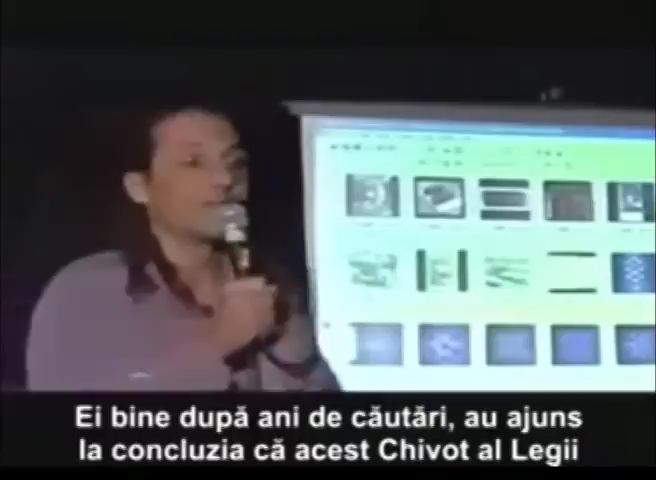 Ei bine după ani de căutări, au ajuns
la concluzia că acest Chivot al Legii